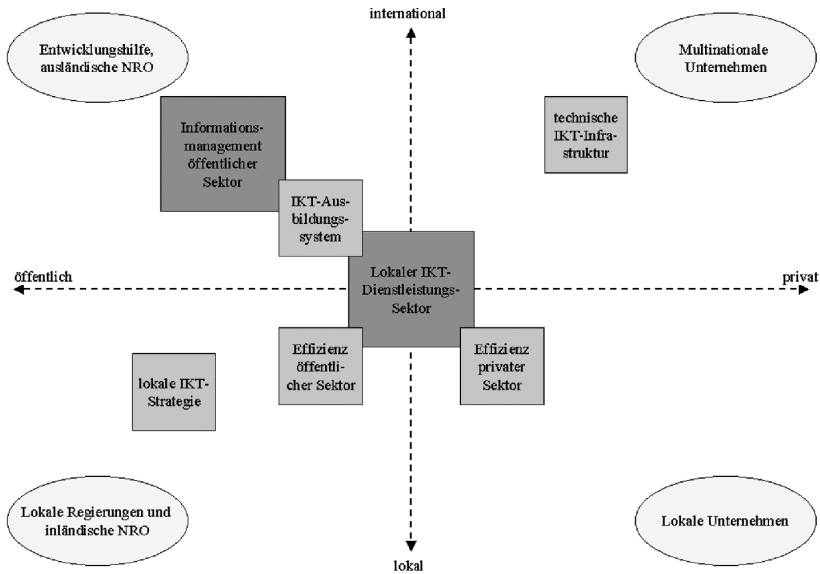 international
Entwicklungshilfe,
ausländische NRO
Multinationale
Unternehmen
Informations-
management
öffentlicher
Sektor
technische
IKT-Infra-
struktur
IKT-Aus-
bildungs-
system
öffentlich
Lokaler IKT-
Dienstleistungs-
Sektor
privat
lokale IKT-
Strategie
Effizienz
öffentli-
cher Sektor
Effizienz
privater
Sektor
Lokale Regierungen und
inländische NRO
Lokale Unternehmen
lokal